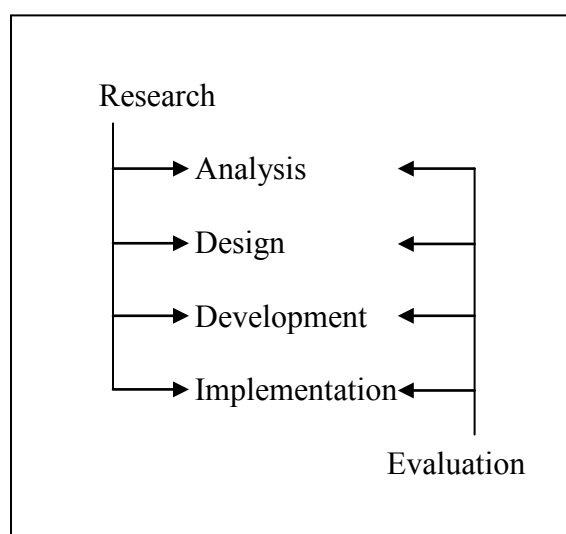 Research
Analysis
Design
Development
Implementation
Evaluation